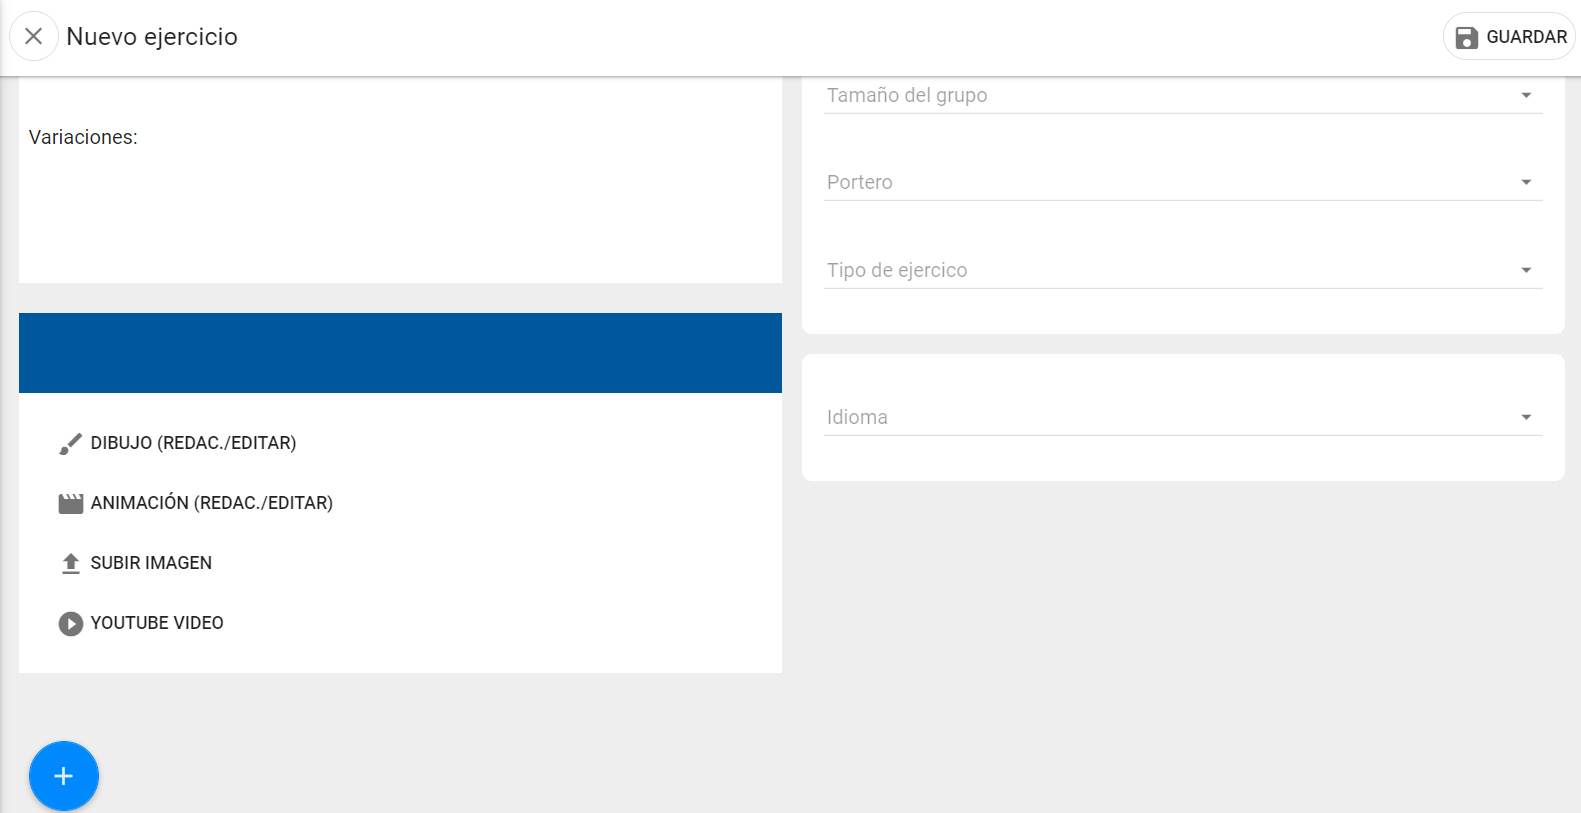 Nuevo ejercicio
GUARDAR
Variaciones:
DIBUJO (REDAC./EDITAR)
ANIMACIÓN (REDAC./EDITAR)
SUBIR IMAGEN
YOUTUBE VIDEO
Tamaño del grupo
Portero
Tipo de ejercico
Idioma